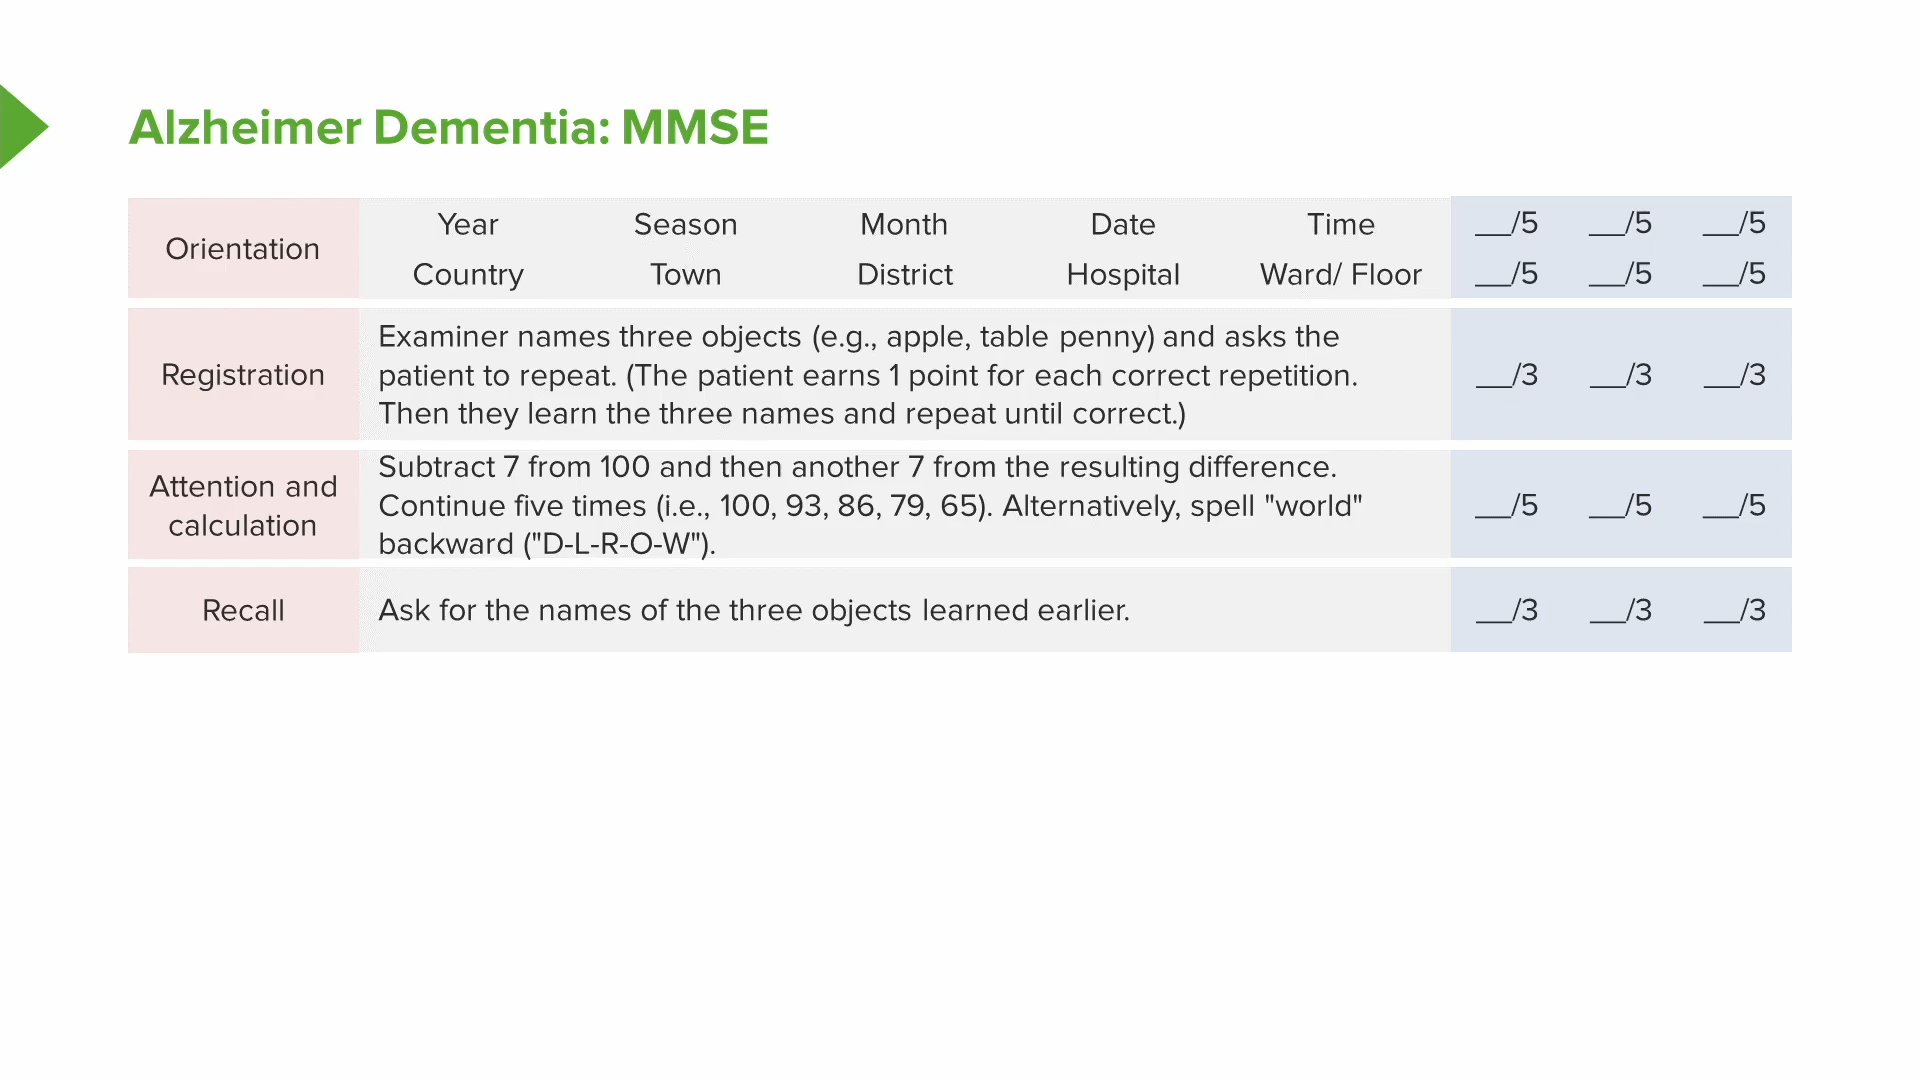 Alzheimer Dementia: MMSE
Orientation
Year Season Month Date Time __/5 __/5 __/5
Country Town District Hospital Ward/ Floor __/5 __/5 __/5
Registration
Examiner names three objects (e.g., apple, table penny) and asks the
patient to repeat. (The patient earns 1 point for each correct repetition.
Then they learn the three names and repeat until correct.)
__/3 __/3 __/3
Attention and
calculation
Subtract 7 from 100 and then another 7 from the resulting difference.
Continue five times (i.e., 100, 93, 86, 79, 65). Alternatively, spell "world"
backward ("D-L-R-O-W").
__/5 __/5 __/5
Recall
Ask for the names of the three objects learned earlier.
__/3 __/3 __/3